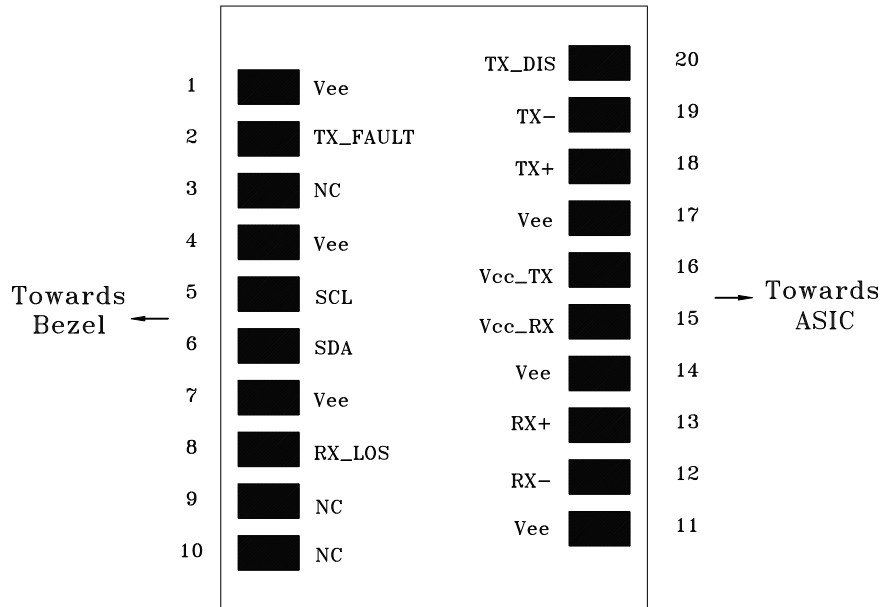 1 Vee
2 TX_FAULT
3 NC
4 Vee
5 SCL
6 SDA
7 Vee
8 RX_LOS
9 NC
10 NC
Towards
Bezel
TX_DIS 20
TX- 19
TX+ 18
Vee 17
Vcc_TX 16
Vcc_RX 15
Vee 14
RX+ 13
RX- 12
Vee 11
Towards
ASIC